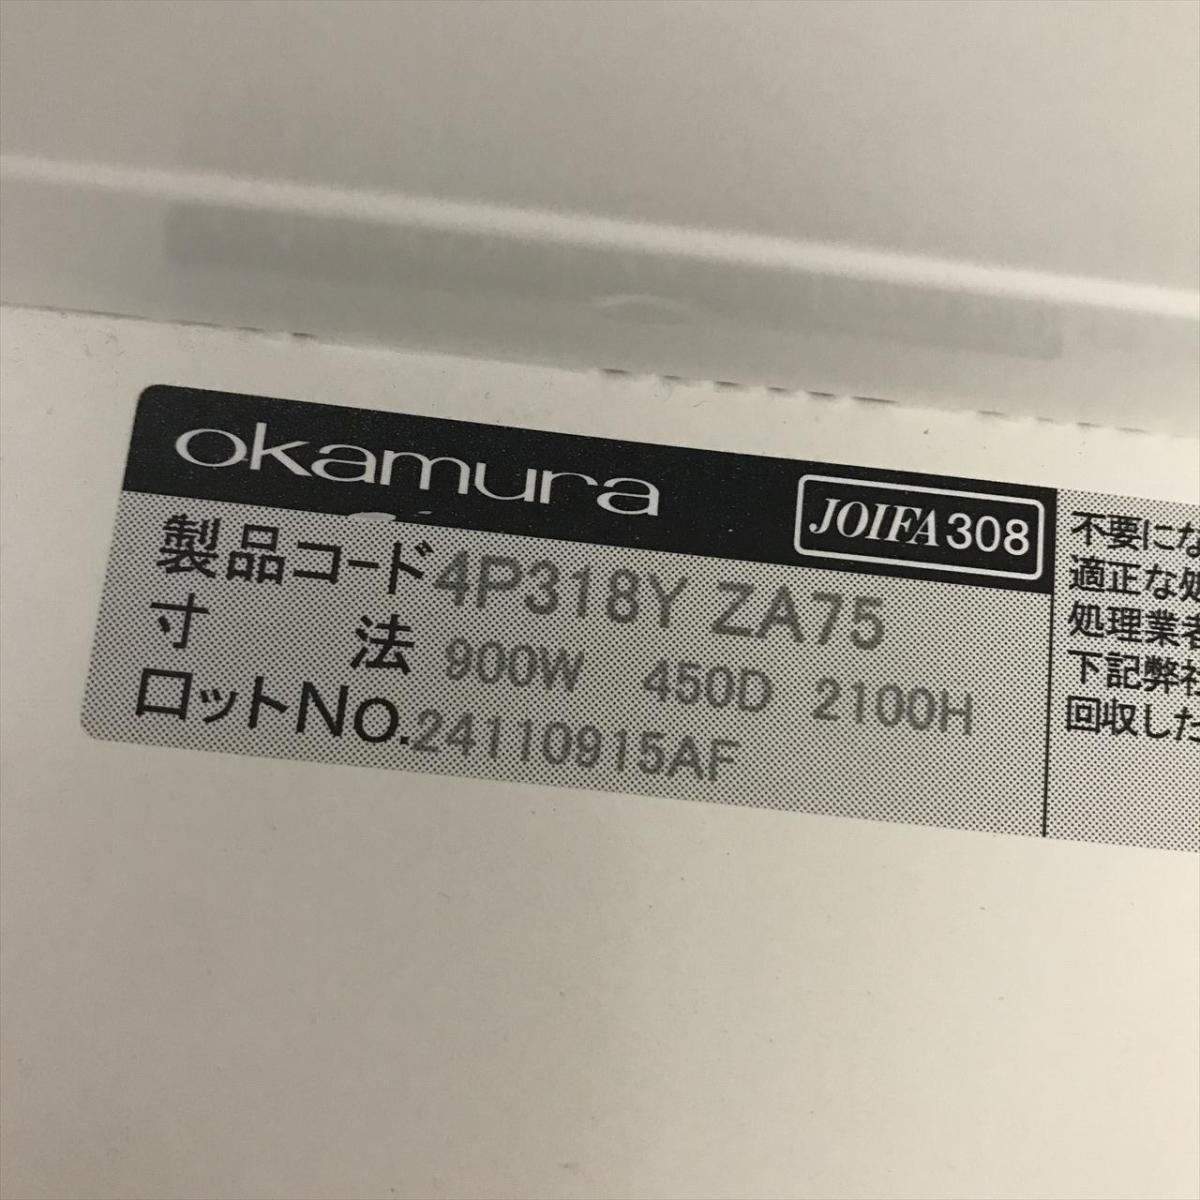 okamura
JOIFA308
製品コード 4P318Y ZA75
寸 法 900W 450D 2100H
ロットNo. 24110915AF
不要にな
適正な処
処理業者
下記弊社
回収した